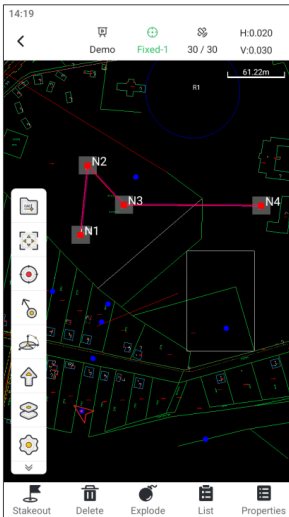 14:19
Demo
Fixed-1
30 / 30
H:0.020
V:0.030
61.22m
R1
N2
N3
N4
N1
Stakeout
Delete
Explode
List
Properties